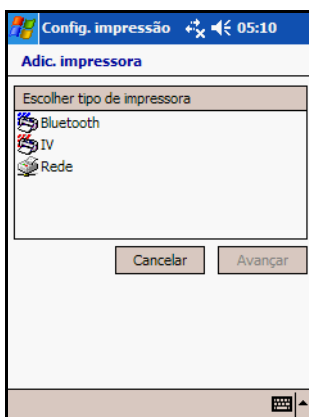 Config. impressão 05:10
Adic. impressora
Escolher tipo de impressora
Bluetooth
IV
Rede
Cancelar Avançar